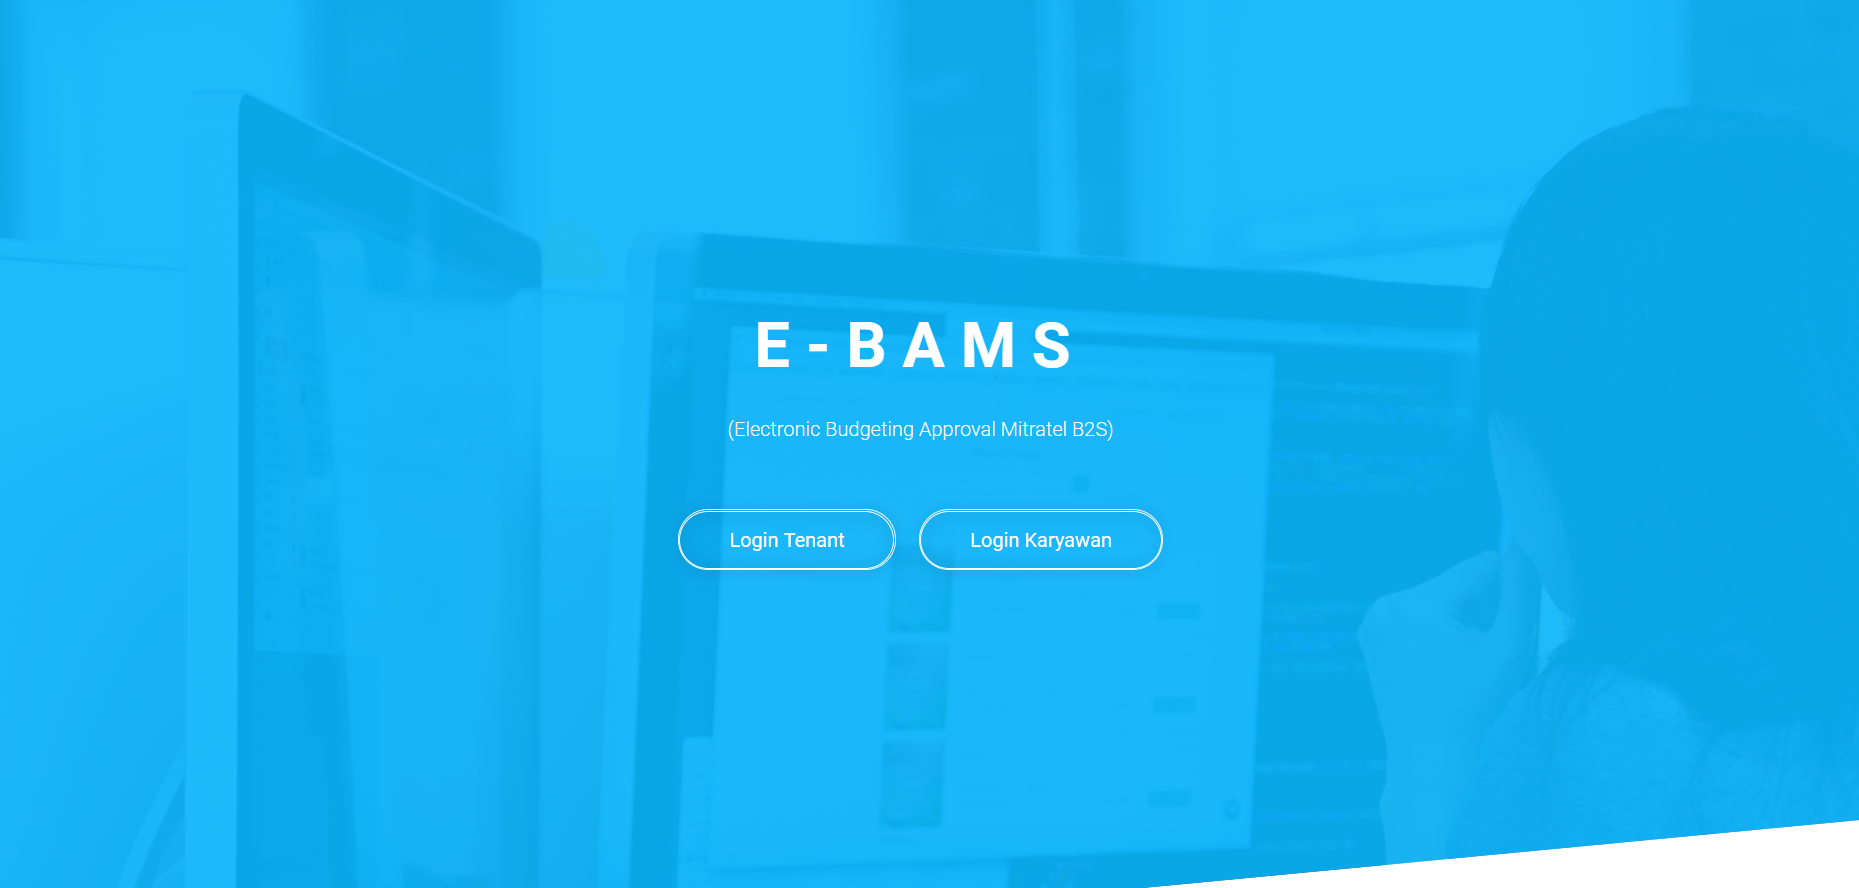 E-BAMS
(Electronic Budgeting Approval Mitratel B2S)
Login Tenant
Login Karyawan